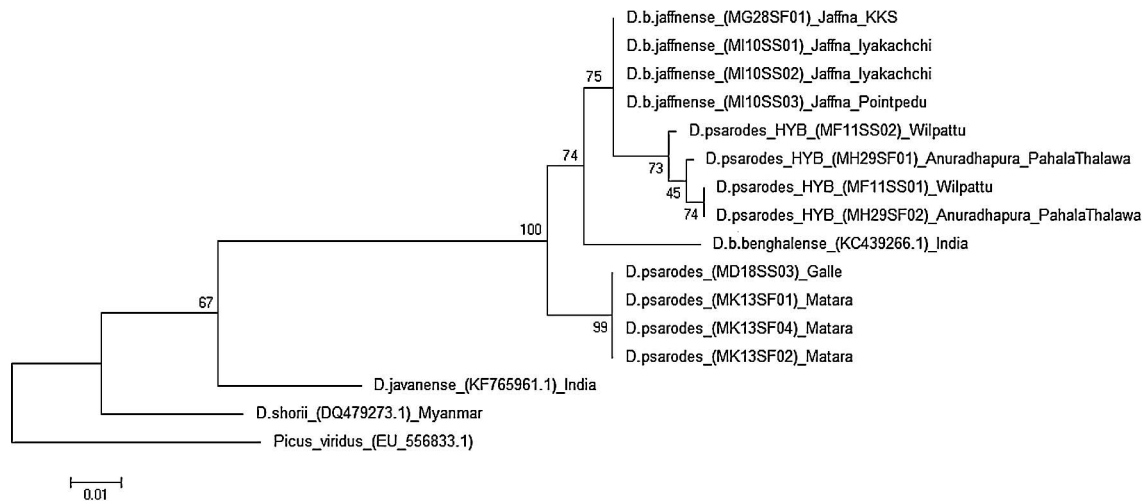 D.b.jaffnense_(MG28SF01)_Jaffna_KKS
D.b.jaffnense_(MI10SS01)_Jaffna_Iyakachchi
75
D.b.jaffnense_(MI10SS02)_Jaffna_Iyakachchi
D.b.jaffnense_(MI10SS03)_Jaffna_Pointpedu
D.psarodes_HYB_(MF11SS02)_Wilpattu
74
D.psarodes_HYB_(MH29SF01)_Anuradhapura_PahalaThalawa
73
D.psarodes_HYB_(MF11SS01)_Wilpattu
45
D.psarodes_HYB_(MH29SF02)_Anuradhapura_PahalaThalawa
74
100
D.b.benghalense_(KC439266.1)_India
D.psarodes_(MD18SS03)_Galle
D.psarodes_(MK13SF01)_Matara
67
D.psarodes_(MK13SF04)_Matara
99
D.psarodes_(MK13SF02)_Matara
D.javanense_(KF765961.1)_India
D.shorii_(DQ479273.1)_Myanmar
Picus_viridus_(EU_556833.1)
0.01